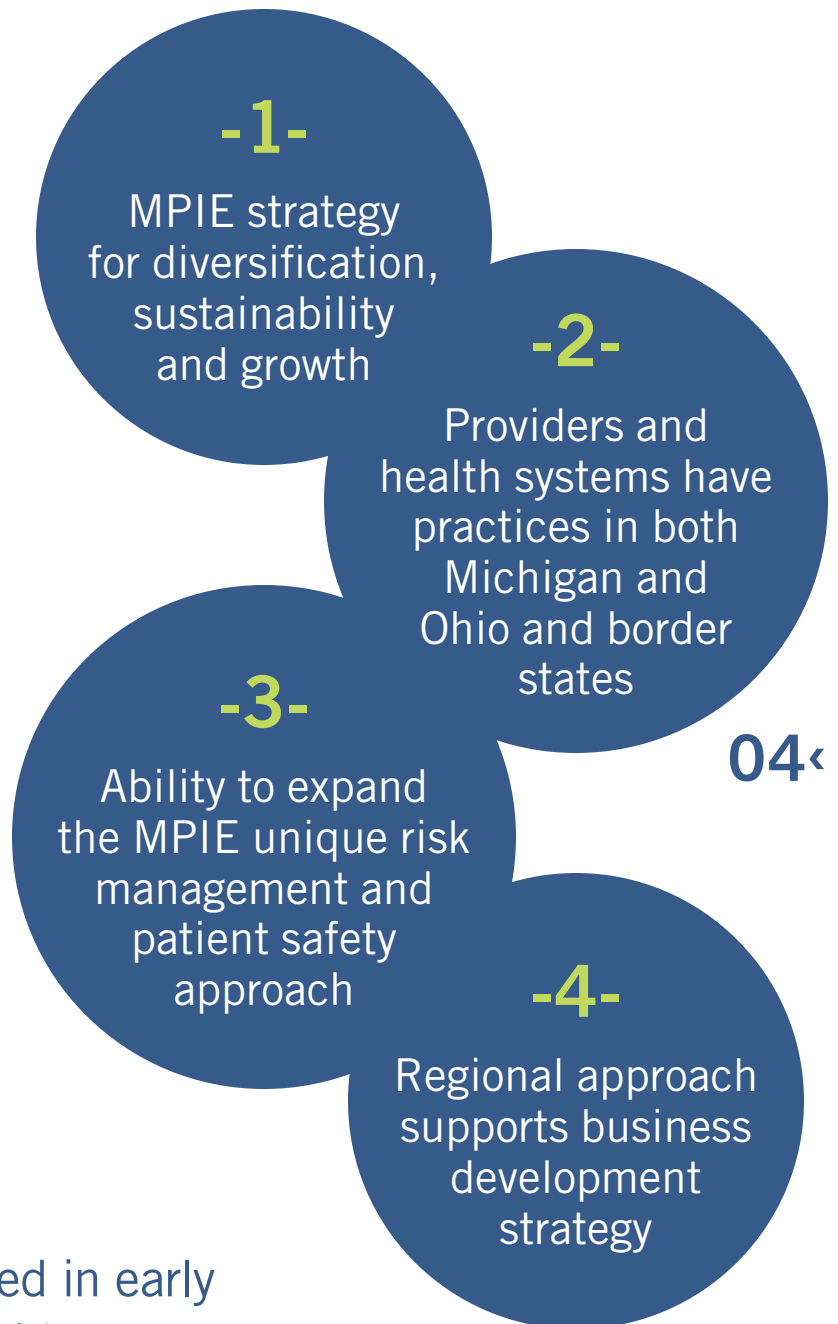 -1-
MPIE strategy
for diversification,
sustainability
and growth
-2-
Providers and
health systems have
practices in both
Michigan and
Ohio and border
states
-3-
Ability to expand
the MPIE unique risk
management and
patient safety
approach
04‹
-4-
Regional approach
supports business
development
strategy
ed in early